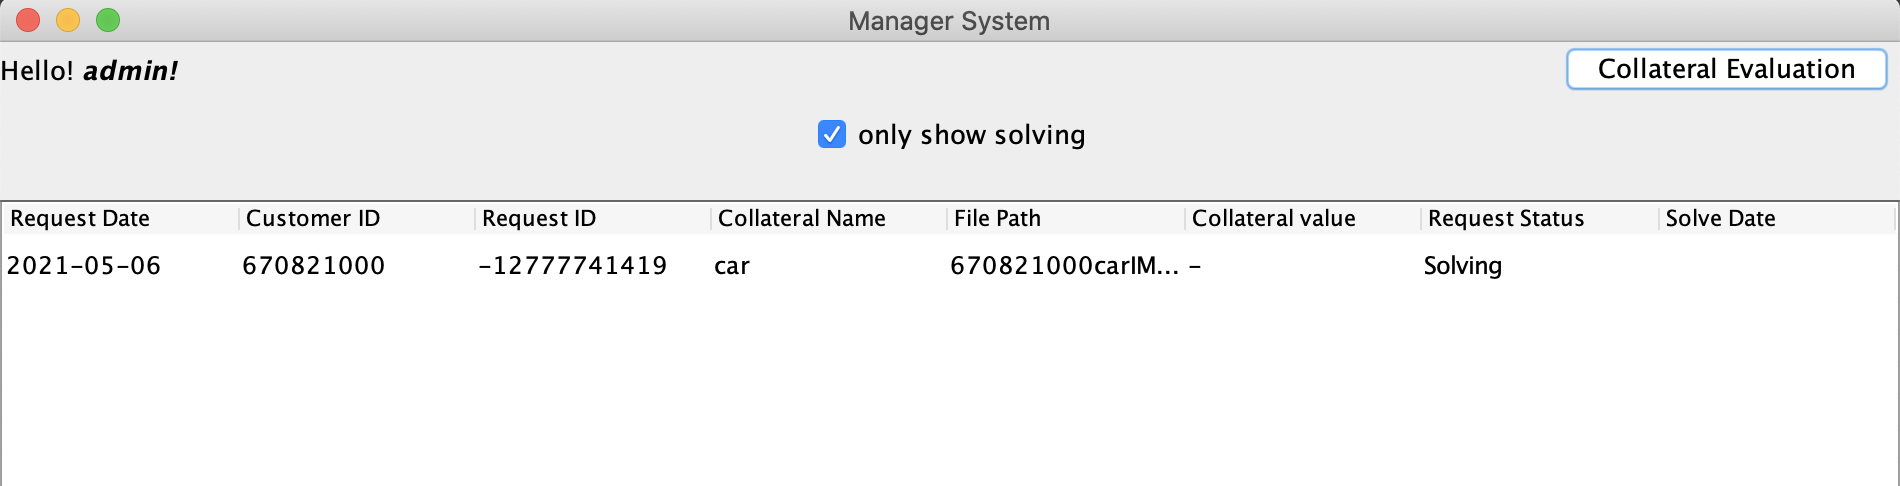 Manager System
Hello! admin!
Collateral Evaluation
only show solving
Request Date Customer ID Request ID Collateral Name File Path Collateral value Request Status Solve Date
2021-05-06 670821000 -12777741419 car 670821000carIM... - Solving